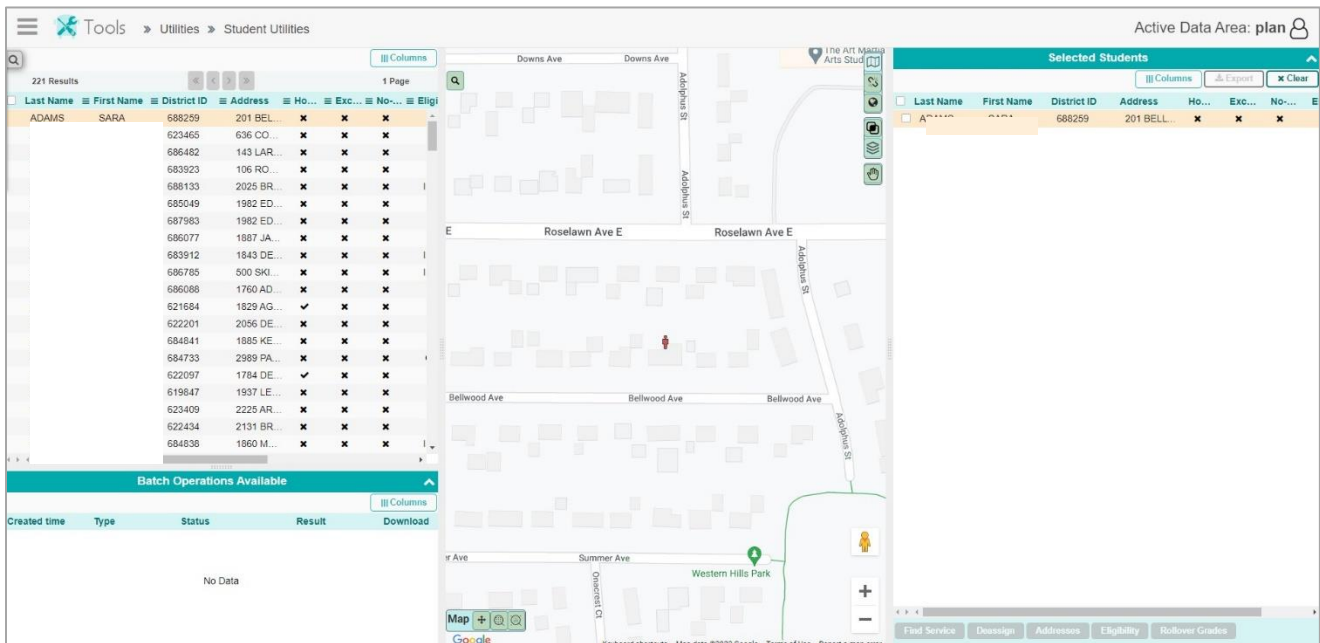 Tools » Utilities » Student Utilities
Active Data Area: plan
Columns
221 Results
1 Page
Last Name First Name District ID Address Ho... Exc... No-... Eligi
ADAMS SARA 688259 201 BEL...
623465 636 CO...
686482 143 LAR...
683923 106 RO...
688133 2025 BR...
685049 1982 ED...
687983 1982 ED...
686077 1887 JA...
683912 1843 DE...
686785 500 SKI...
686088 1760 AD...
621684 1829 AG...
622201 2056 DE...
684841 1885 KE...
684733 2989 PA...
622097 1784 DE...
619847 1937 LE...
623409 2225 AR...
622434 2131 BR...
684838 1860 M...
Batch Operations Available
Columns
Created time Type Status Result Download
No Data
The Art Media
Arts Stud
Downs Ave Downs Ave
Adolphus St
Adolphus St
E Roselawn Ave E Roselawn Ave E
Adolphus St
Bellwood Ave Bellwood Ave Bellwood Ave
Adolphus St
er Ave Summer Ave
Western Hills Park
Onacrest Ct
Map
Google
Selected Students
Columns Export Clear
Last Name First Name District ID Address Ho... Exc... No-... E
688259 201 BELL...
Find Service Deassign Addresses Eligibility Rollover Grades